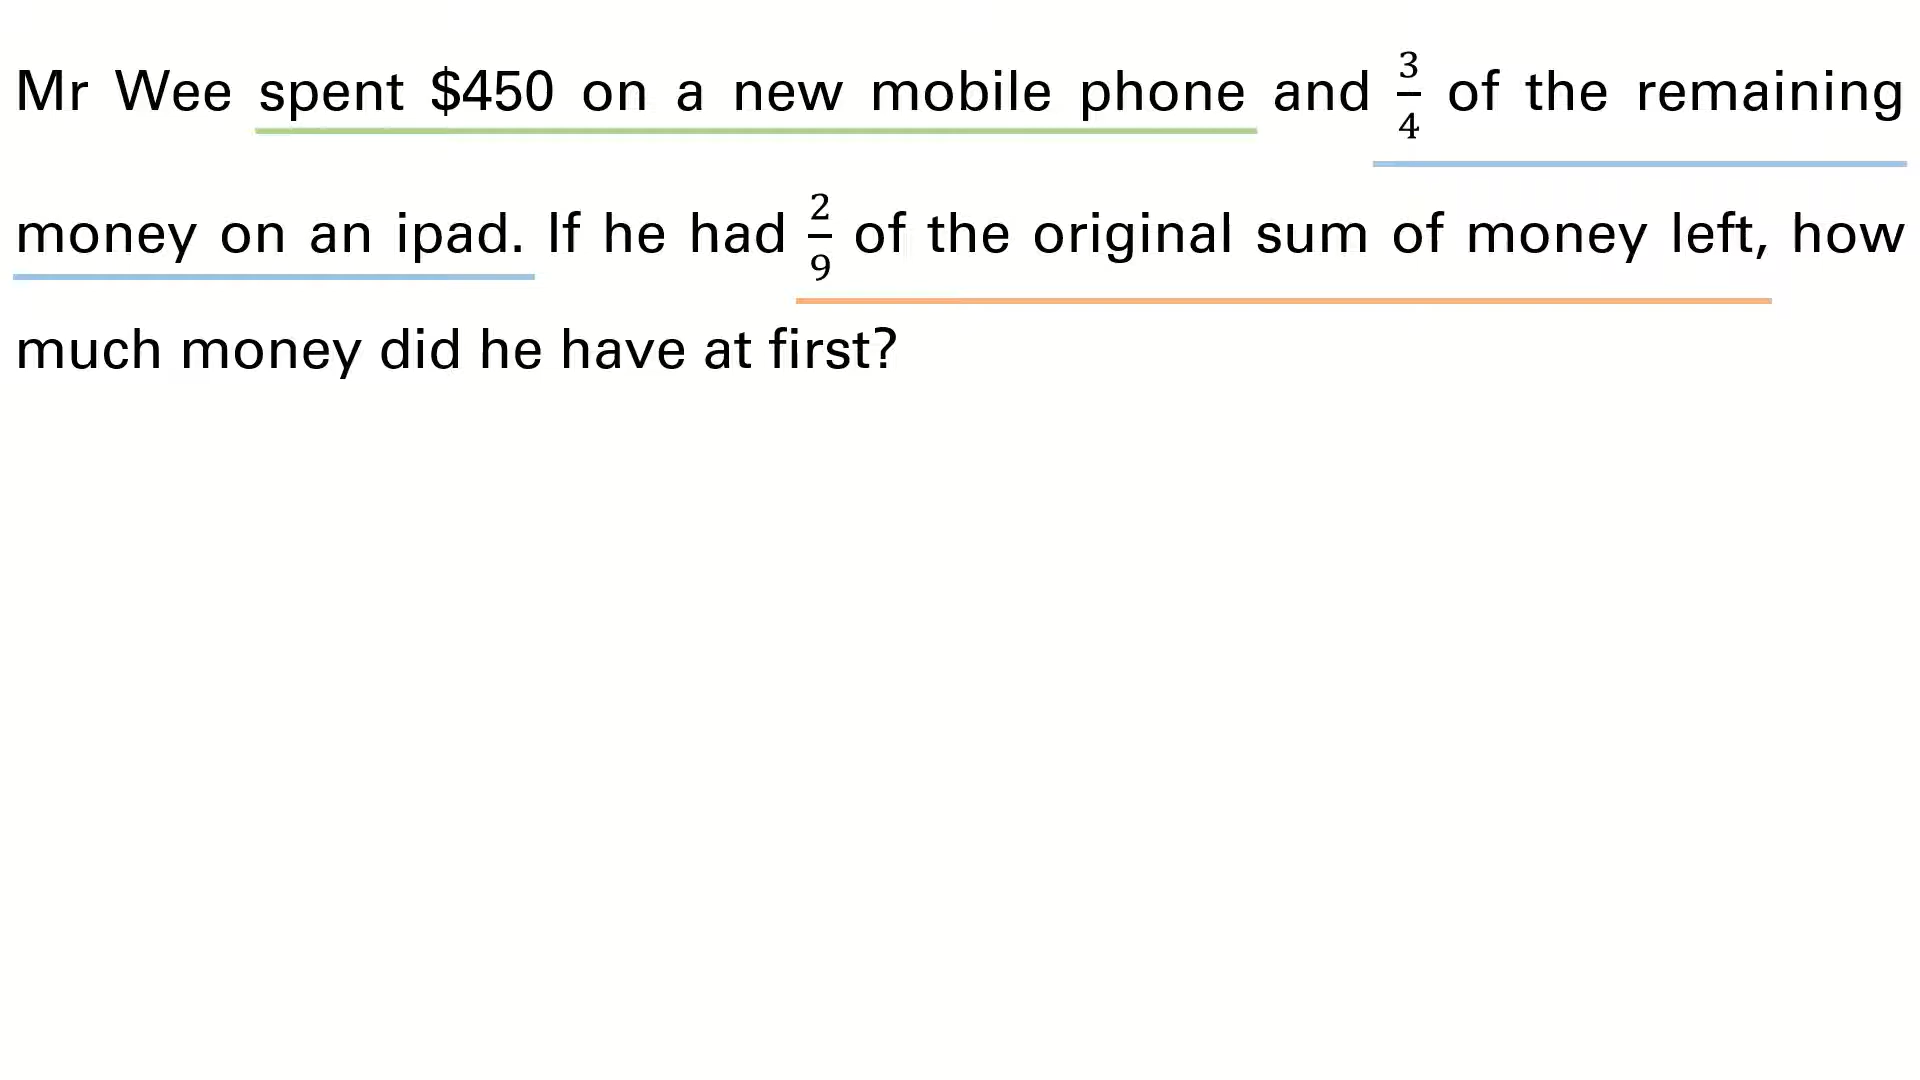 Mr Wee spent $450 on a new mobile phone and 3/4 of the remaining
money on an ipad. If he had 2/9 of the original sum of money left, how
much money did he have at first?